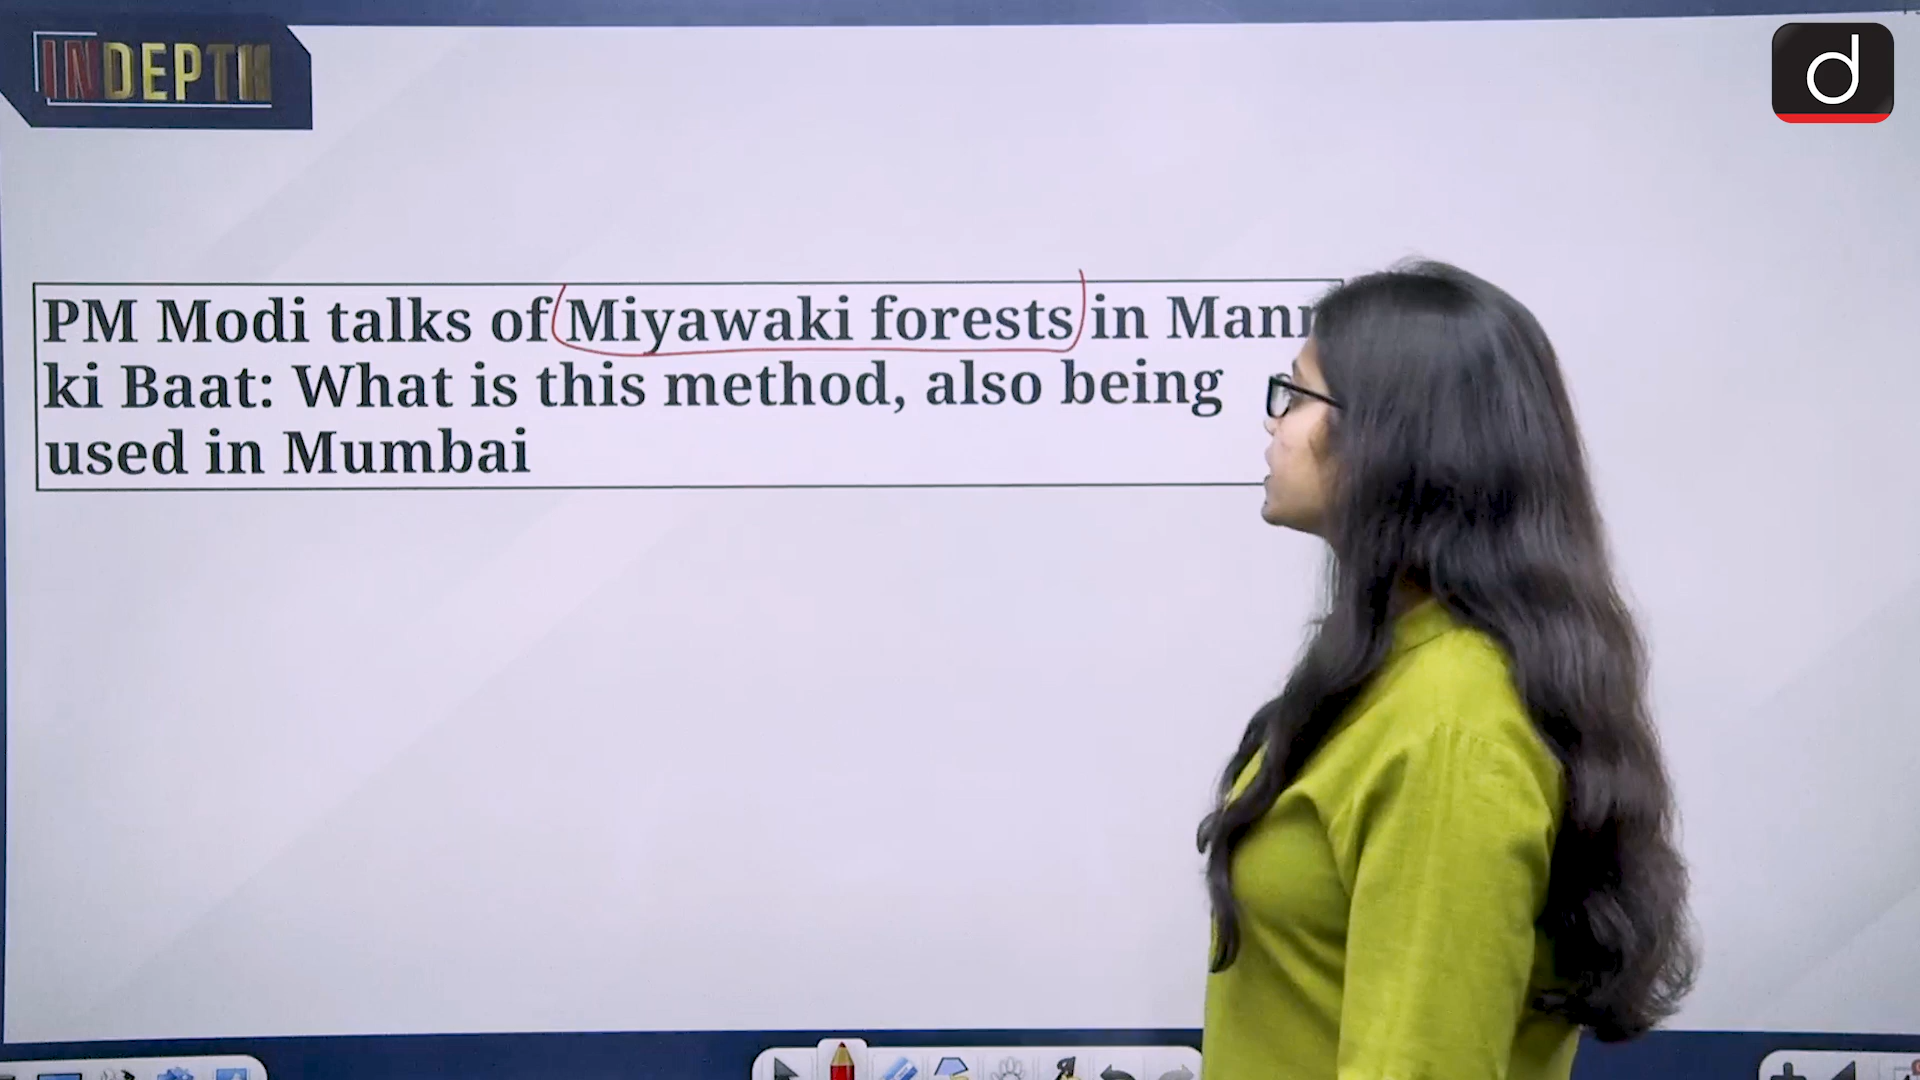 INDEPTH
d
PM Modi talks of Miyawaki forests in Mann
ki Baat: What is this method, also being
used in Mumbai